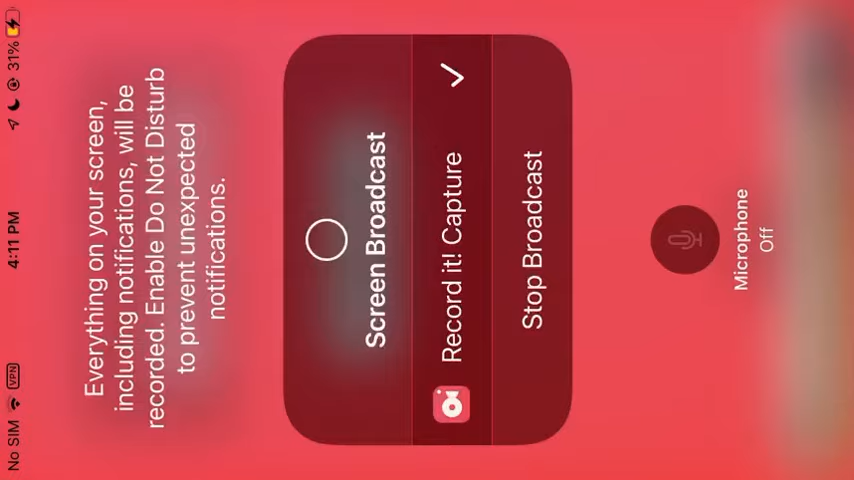 No SIM VPN 4:11 PM 31%
Everything on your screen,
including notifications, will be
recorded. Enable Do Not Disturb
to prevent unexpected
notifications.
Screen Broadcast
Record it! Capture
Stop Broadcast
Microphone
Off